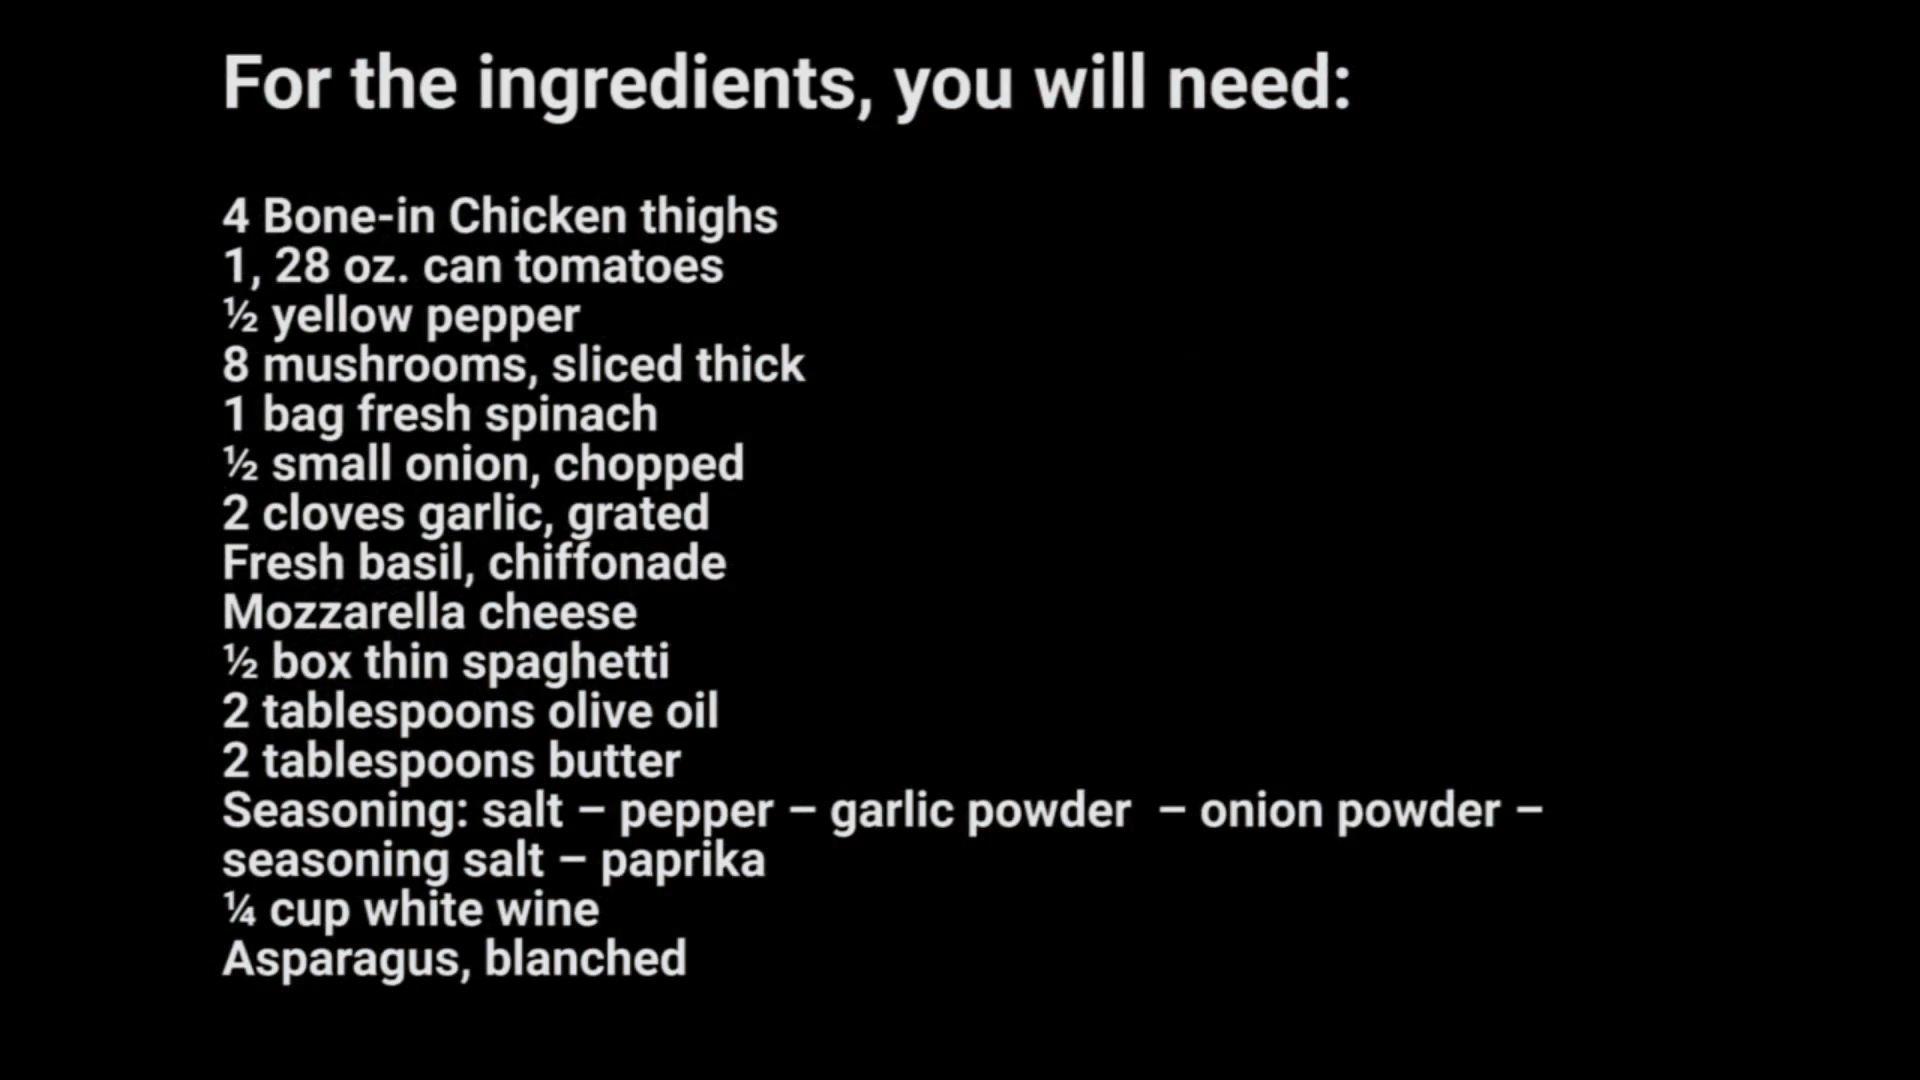 For the ingredients, you will need:
4 Bone-in Chicken thighs
1, 28 oz. can tomatoes
½ yellow pepper
8 mushrooms, sliced thick
1 bag fresh spinach
½ small onion, chopped
2 cloves garlic, grated
Fresh basil, chiffonade
Mozzarella cheese
½ box thin spaghetti
2 tablespoons olive oil
2 tablespoons butter
Seasoning: salt – pepper – garlic powder  – onion powder –
seasoning salt – paprika
¼ cup white wine
Asparagus, blanched